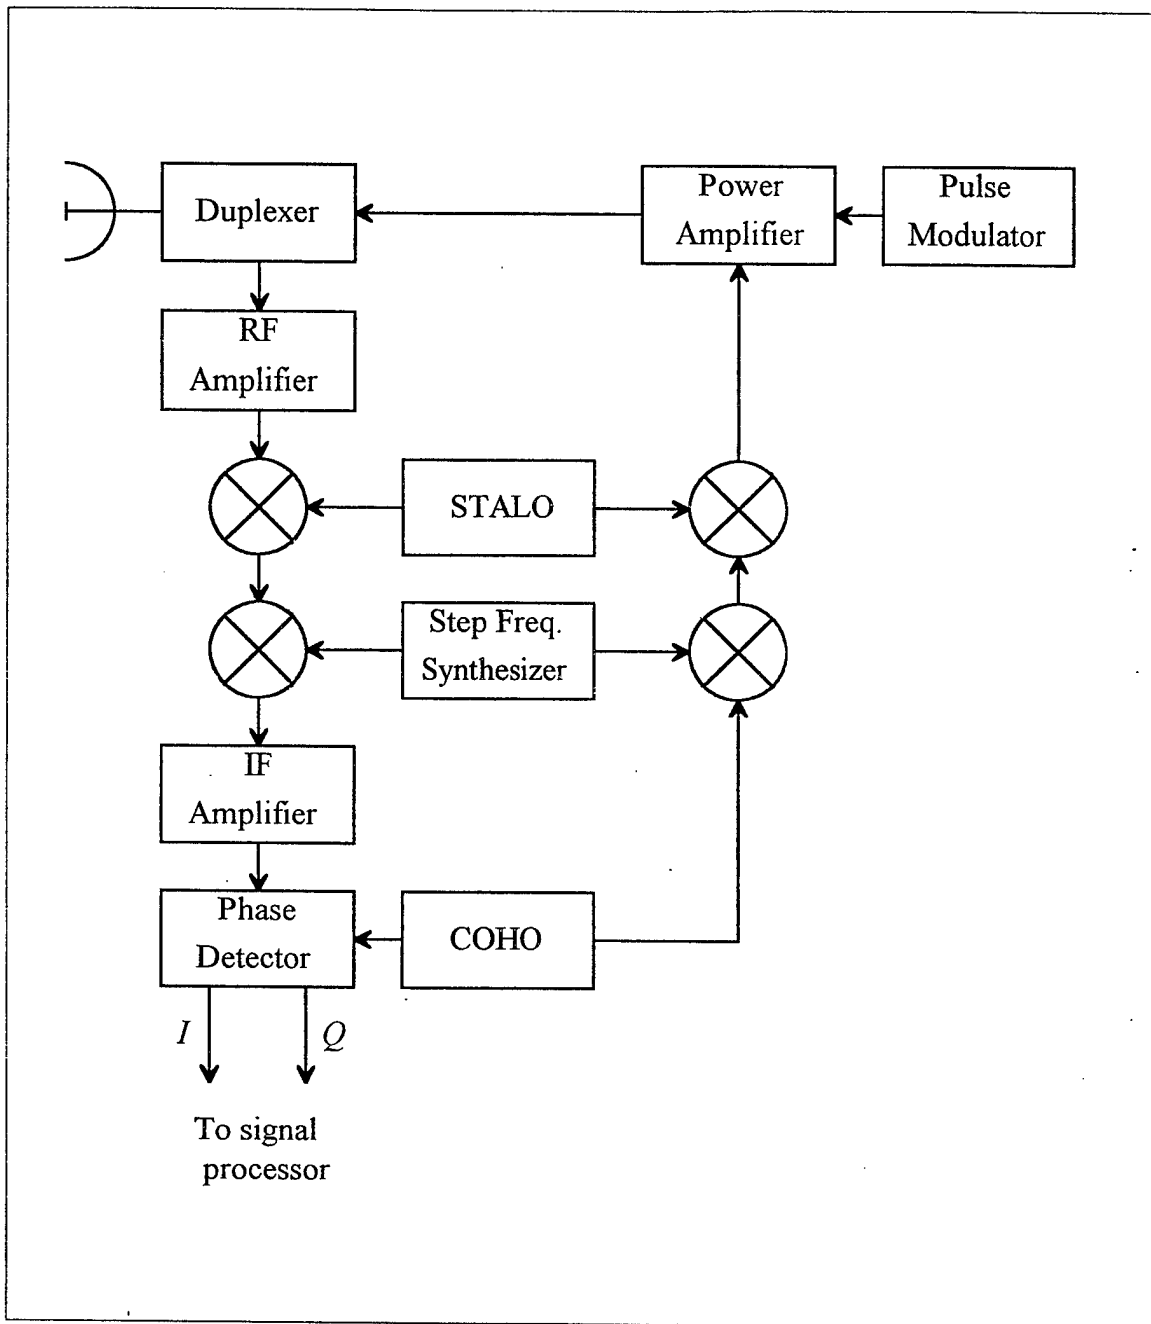 Duplexer
Power
Amplifier
Pulse
Modulator
RF
Amplifier
STALO
Step Freq.
Synthesizer
IF
Amplifier
Phase
Detector
COHO
I
Q
To signal
processor